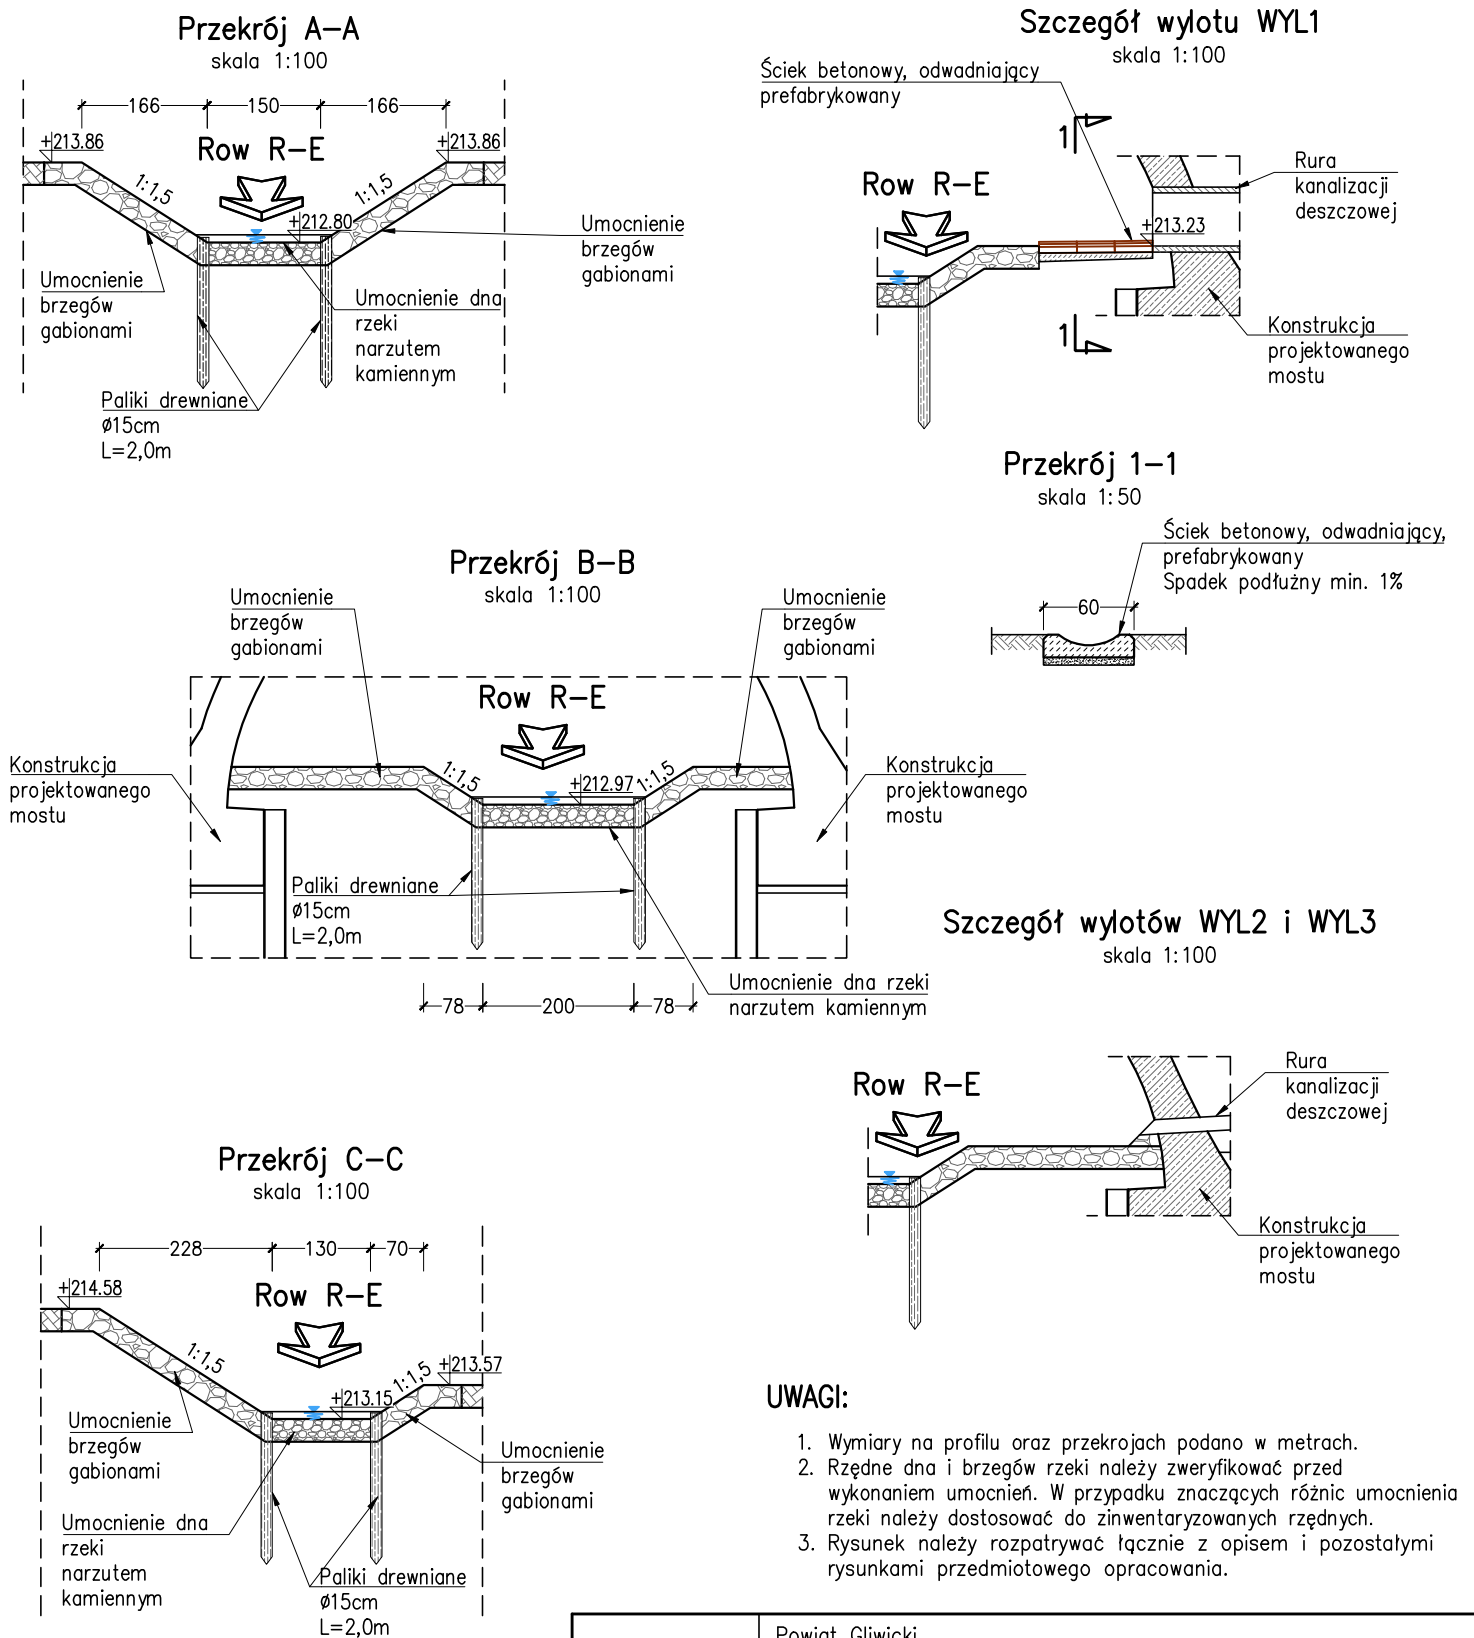 Przekrój A-A
skala 1:100
166
150
166
+213.86
+213.86
Row R-E
1:1,5
1:1,5
+212.80
Umocnienie
brzegów
gabionami
Umocnienie
brzegów
gabionami
Umocnienie dna
rzeki
narzutem
kamiennym
Paliki drewniane
Ø15cm
L=2,0m
Szczegół wylotu WYL1
skala 1:100
Ściek betonowy, odwadniający
prefabrykowany
1
Rura
kanalizacji
deszczowej
Row R-E
+213.23
1
Konstrukcja
projektowanego
mostu
Przekrój 1-1
skala 1:50
Ściek betonowy, odwadniający,
prefabrykowany
Spadek podłużny min. 1%
60
Przekrój B-B
skala 1:100
Umocnienie
brzegów
gabionami
Umocnienie
brzegów
gabionami
Row R-E
1:1,5
1:1,5
+212.97
Konstrukcja
projektowanego
mostu
Konstrukcja
projektowanego
mostu
Paliki drewniane
Ø15cm
L=2,0m
Umocnienie dna rzeki
narzutem kamiennym
78
200
78
Szczegół wylotów WYL2 i WYL3
skala 1:100
Rura
kanalizacji
deszczowej
Row R-E
Konstrukcja
projektowanego
mostu
Przekrój C-C
skala 1:100
228
130
70
+214.58
Row R-E
1:1,5
1:1,5
+213.57
+213.15
Umocnienie
brzegów
gabionami
Umocnienie
brzegów
gabionami
Umocnienie dna
rzeki
narzutem
kamiennym
Paliki drewniane
Ø15cm
L=2,0m
UWAGI:
1. Wymiary na profilu oraz przekrojach podano w metrach.
2. Rzędne dna i brzegów rzeki należy zweryfikować przed
wykonaniem umocnień. W przypadku znaczących różnic umocnienia
rzeki należy dostosować do zinwentaryzowanych rzędnych.
3. Rysunek należy rozpatrywać łącznie z opisem i pozostałymi
rysunkami przedmiotowego opracowania.
Powiat Gliwicki